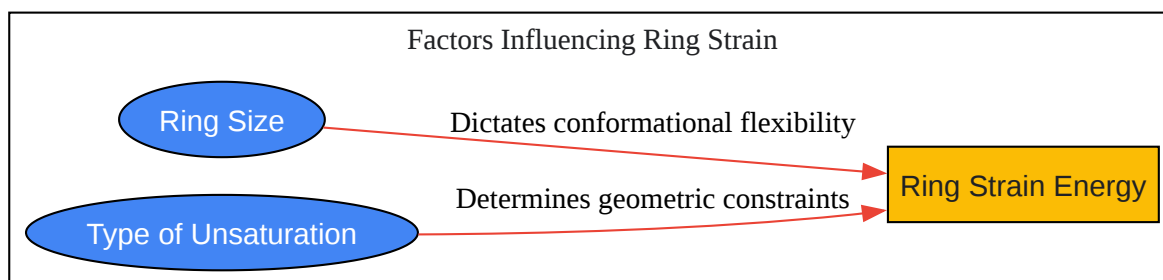 Factors Influencing Ring Strain
Ring Size
Dictates conformational flexibility
Ring Strain Energy
Determines geometric constraints
Type of Unsaturation